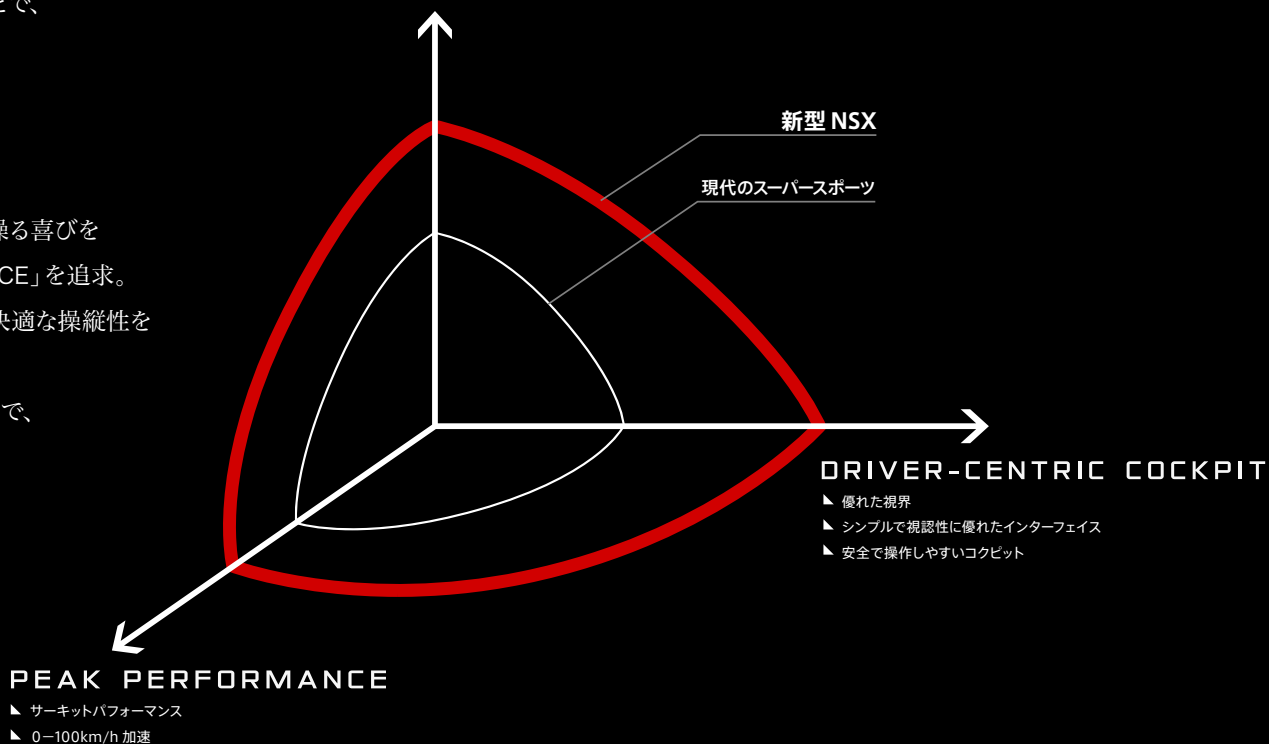 とで、
新型 NSX
現代のスーパースポーツ
操る喜びを
CE」を追求。
快適な操縦性を
で、
DRIVER-CENTRIC COCKPIT
優れた視界
シンプルで視認性に優れたインターフェイス
安全で操作しやすいコクピット
PEAK PERFORMANCE
サーキットパフォーマンス
0－100km/h 加速